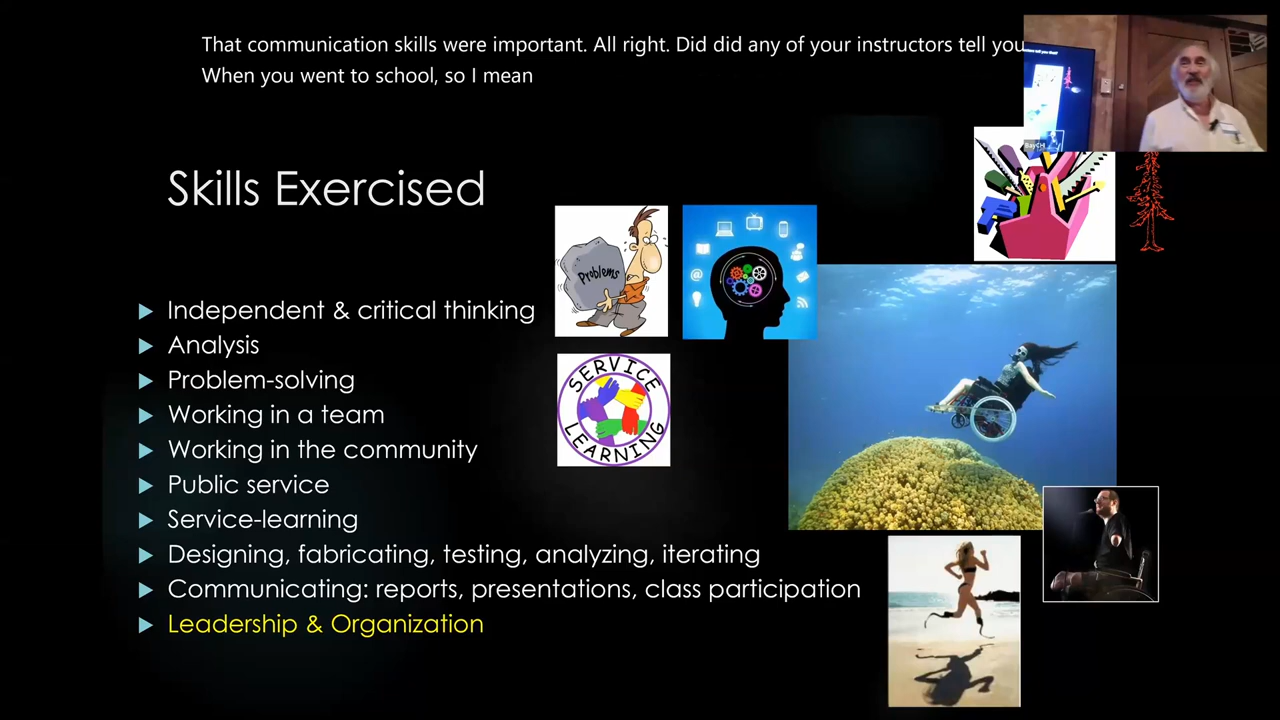 That communication skills were important. All right. Did did any of your instructors tell you
When you went to school, so I mean
Skills Exercised
Problems
Independent & critical thinking
Analysis
Problem-solving
Working in a team
Working in the community
Public service
Service-learning
Designing, fabricating, testing, analyzing, iterating
Communicating: reports, presentations, class participation
Leadership & Organization
SERVICE
LEARNING
BayCHI